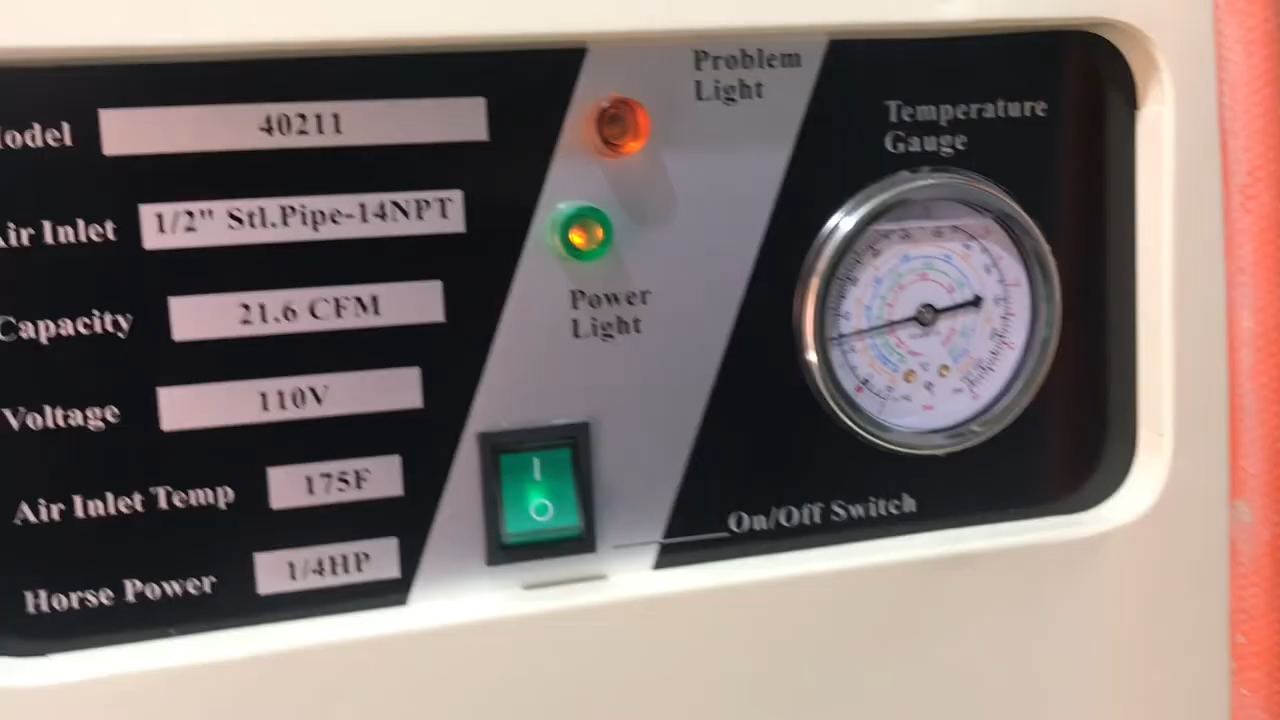 Problem
Light
Temperature
Gauge
odel 40211
Air Inlet 1/2" Stl.Pipe-14NPT
Capacity 21.6 CFM
Power
Light
Voltage 110V
Air Inlet Temp 175F
On/Off Switch
Horse Power 1/4HP